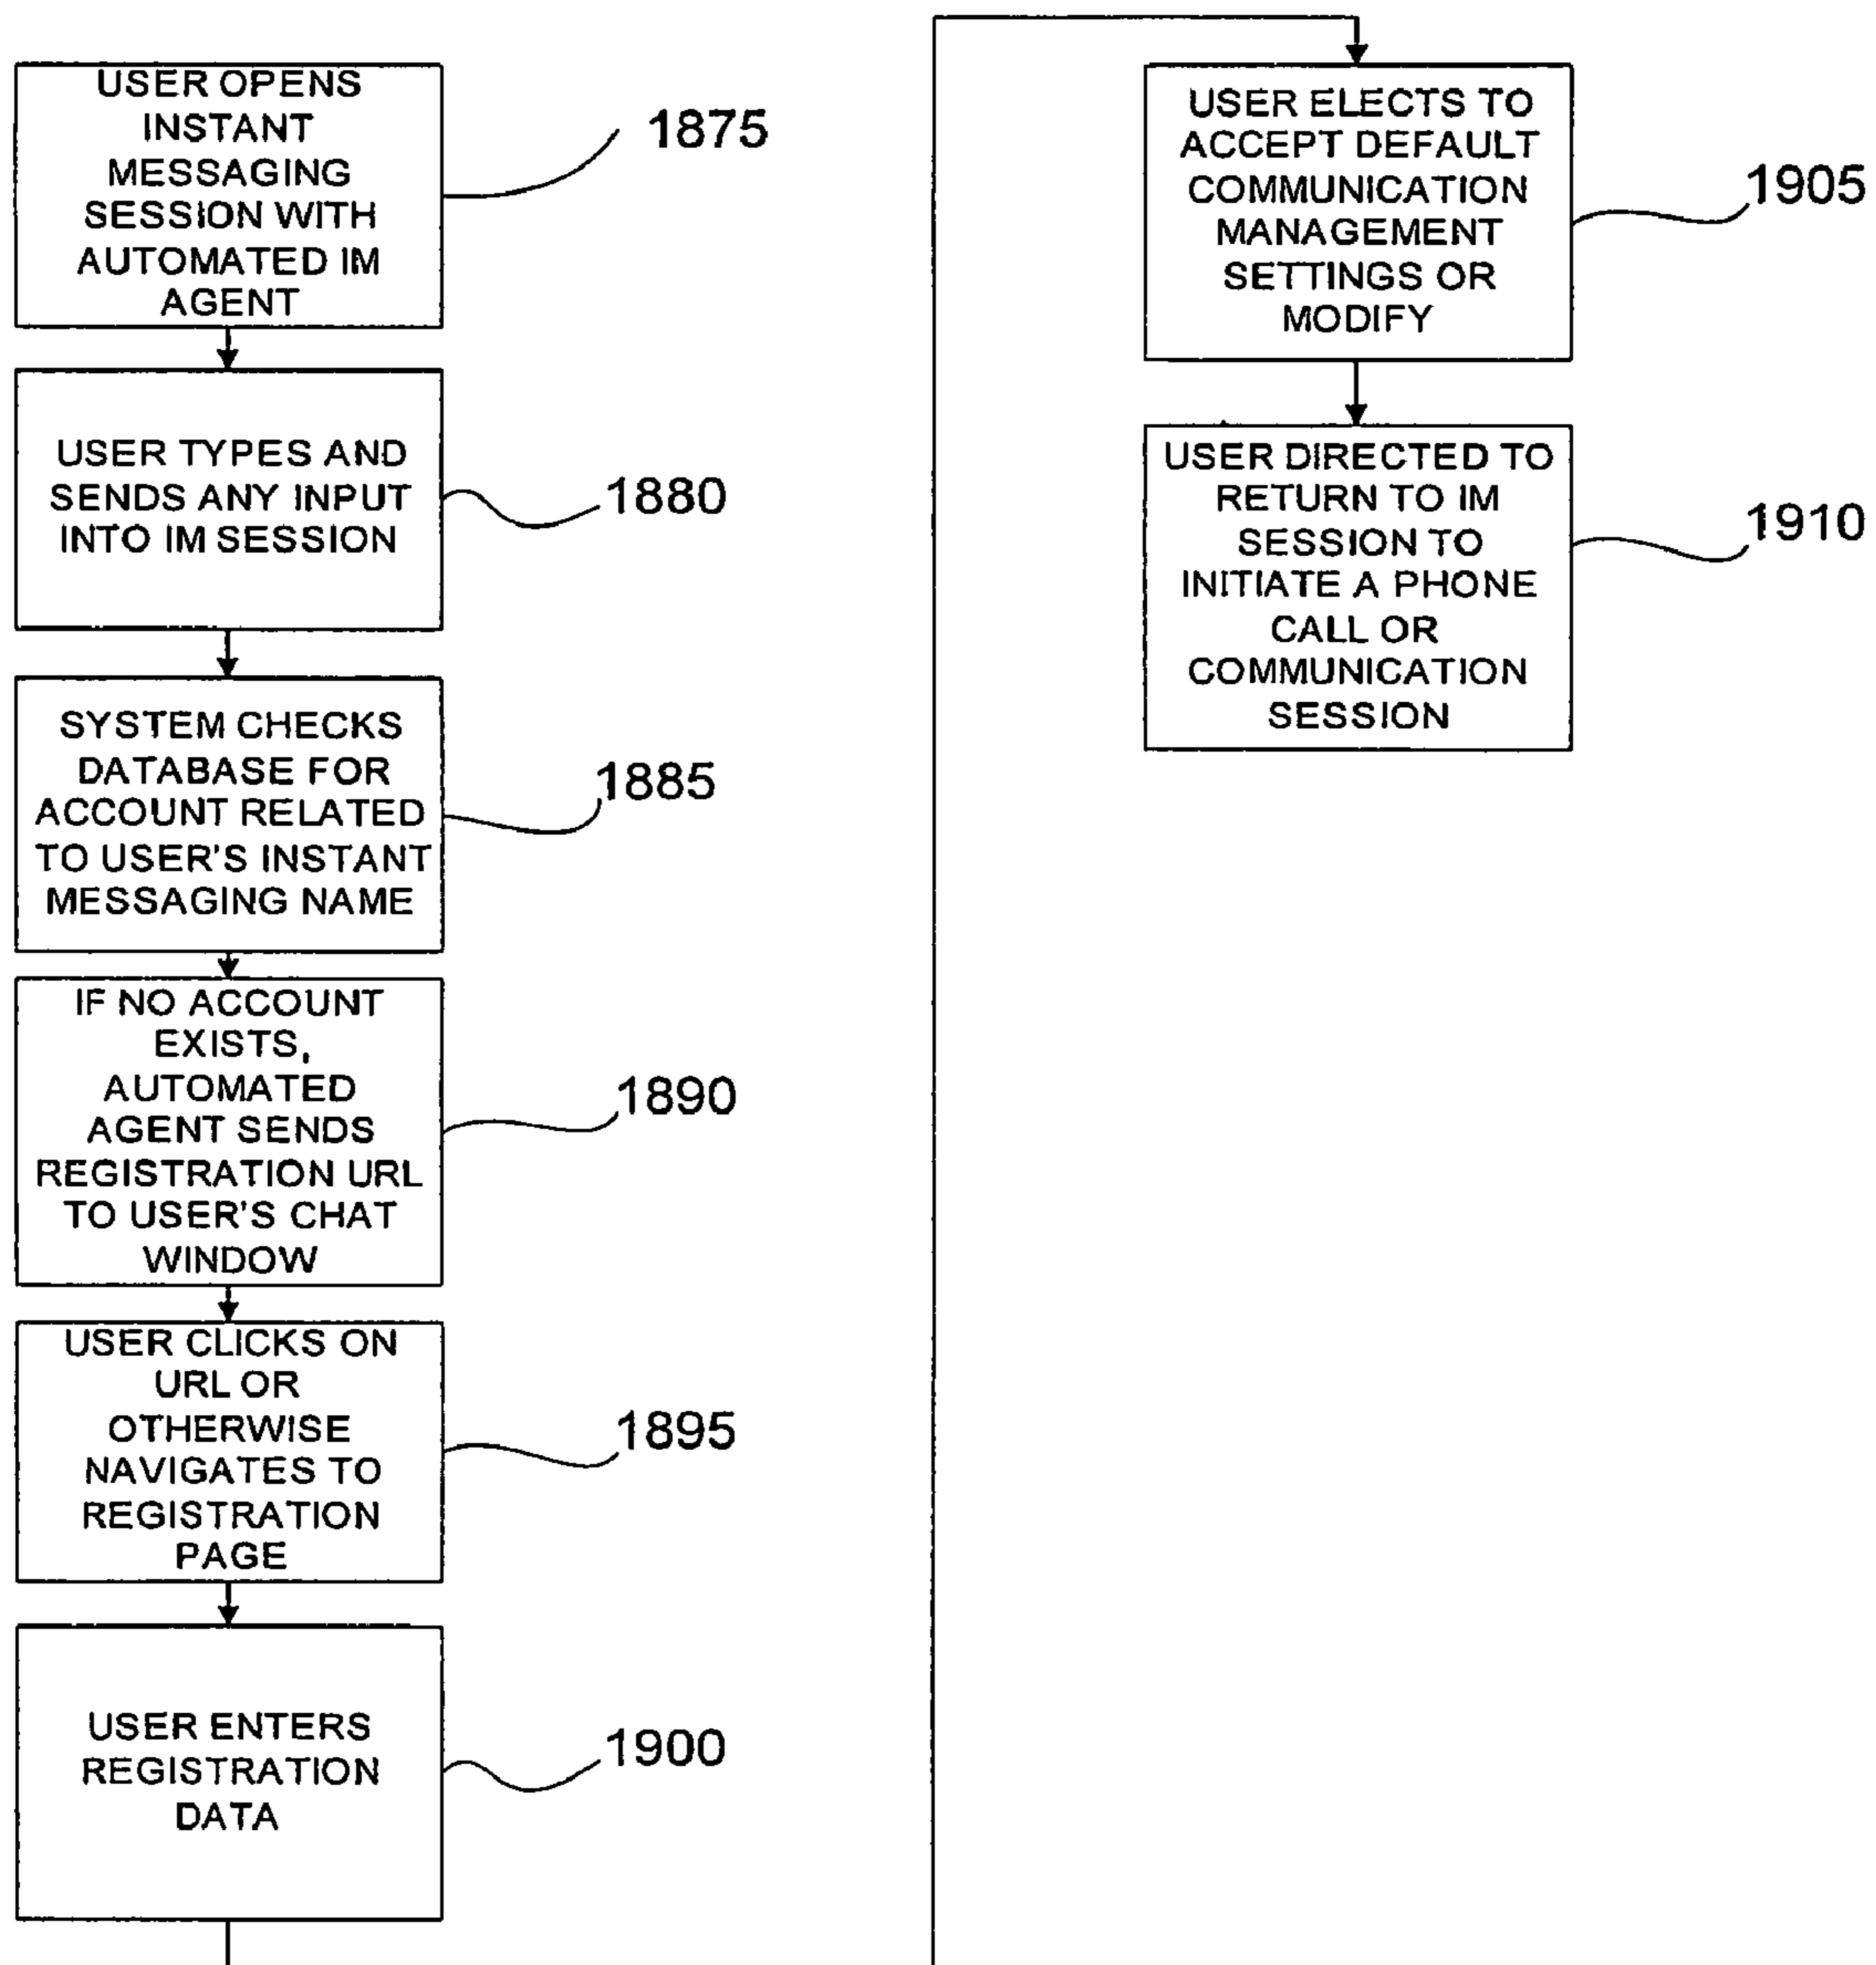 USER OPENS
INSTANT
MESSAGING
SESSION WITH
AUTOMATED IM
AGENT
1875
USER TYPES AND
SENDS ANY INPUT
INTO IM SESSION
1880
SYSTEM CHECKS
DATABASE FOR
ACCOUNT RELATED
TO USER'S INSTANT
MESSAGING NAME
1885
IF NO ACCOUNT
EXISTS,
AUTOMATED
AGENT SENDS
REGISTRATION URL
TO USER'S CHAT
WINDOW
1890
USER CLICKS ON
URL OR
OTHERWISE
NAVIGATES TO
REGISTRATION
PAGE
1895
USER ENTERS
REGISTRATION
DATA
1900
USER ELECTS TO
ACCEPT DEFAULT
COMMUNICATION
MANAGEMENT
SETTINGS OR
MODIFY
1905
USER DIRECTED TO
RETURN TO IM
SESSION TO
INITIATE A PHONE
CALL OR
COMMUNICATION
SESSION
1910